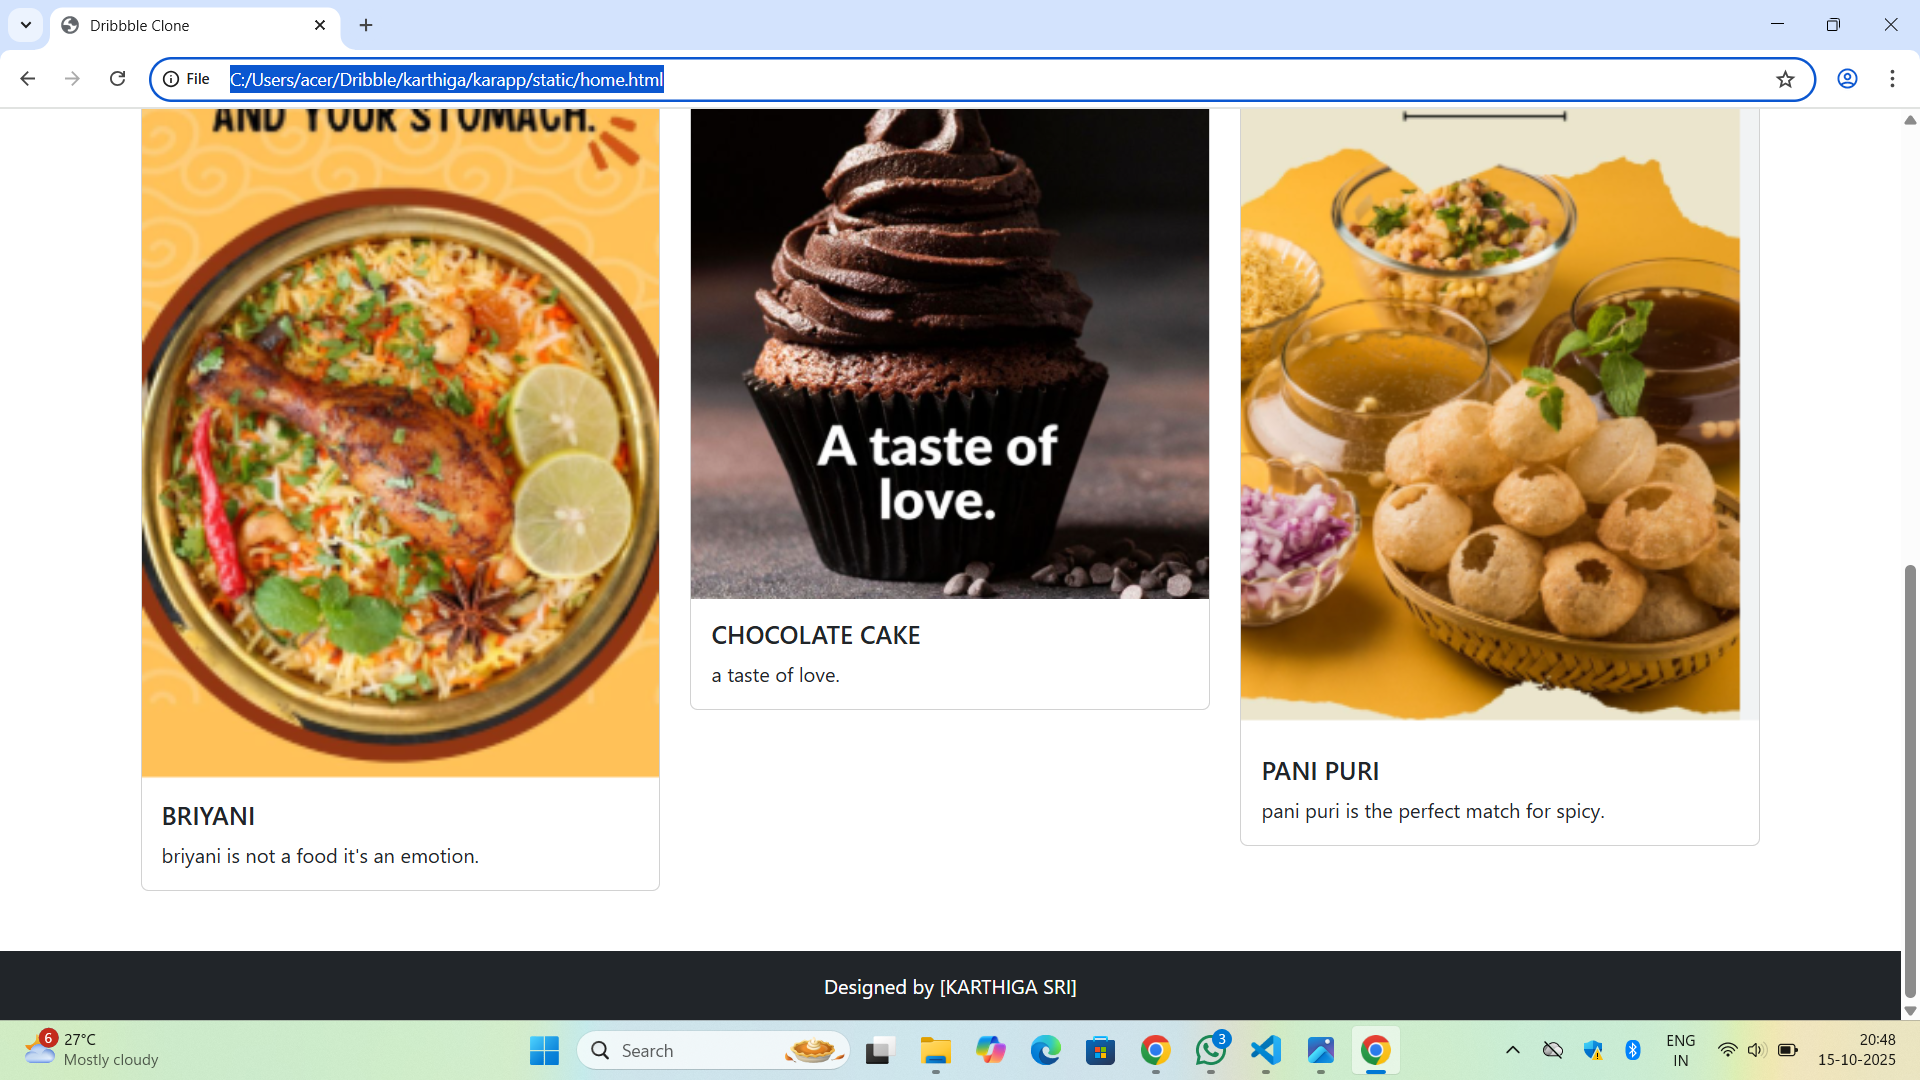 Dribbble Clone
File
C:/Users/acer/Dribble/karthiga/karapp/static/home.html
AND YOUR STOMACH.
A taste of
love.
CHOCOLATE CAKE
a taste of love.
PANI PURI
pani puri is the perfect match for spicy.
BRIYANI
briyani is not a food it's an emotion.
Designed by [KARTHIGA SRI]
6
27°C
Mostly cloudy
Search
3
ENG
IN
20:48
15-10-2025